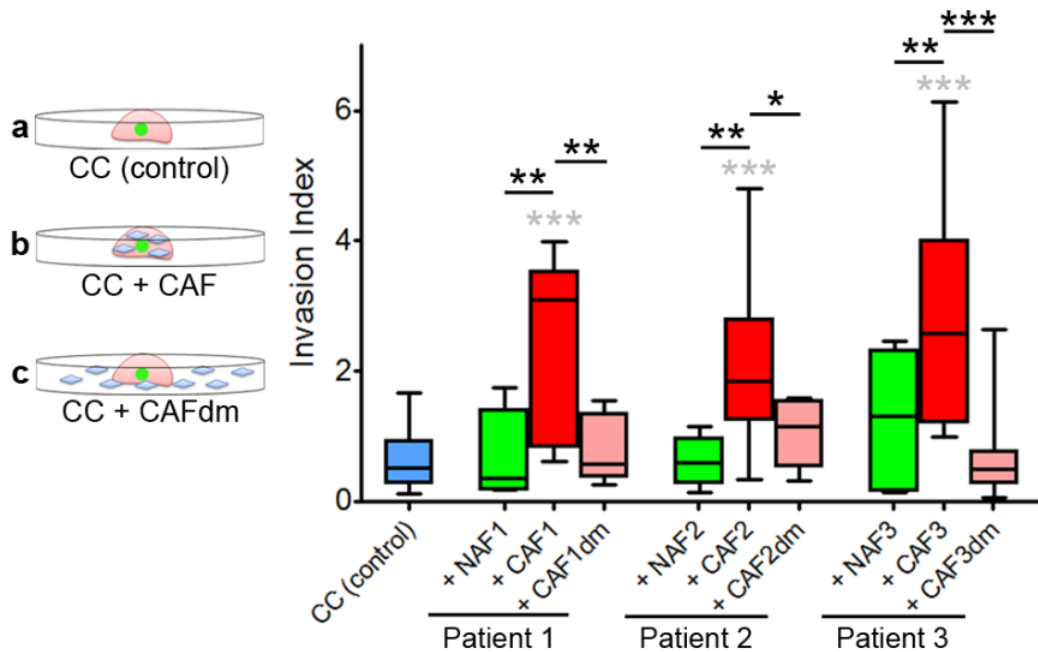 a
CC (control)
b
CC + CAF
c
CC + CAFdm
Invasion Index
6
4
2
0
** *** **
** *** *
** *** ***
CC (control)
+ NAF1
+ CAF1
+ CAF1dm
+ NAF2
+ CAF2
+ CAF2dm
+ NAF3
+ CAF3
+ CAF3dm
Patient 1
Patient 2
Patient 3